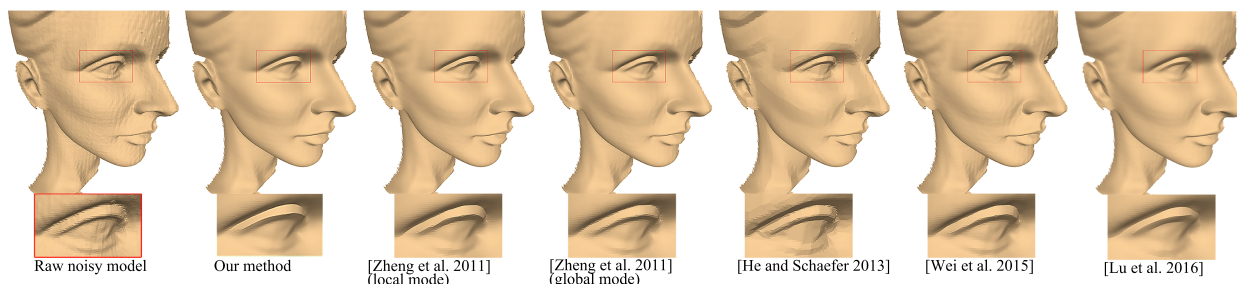 Raw noisy model
Our method
[Zheng et al. 2011]
(local mode)
[Zheng et al. 2011]
(global mode)
[He and Schaefer 2013]
[Wei et al. 2015]
[Lu et al. 2016]